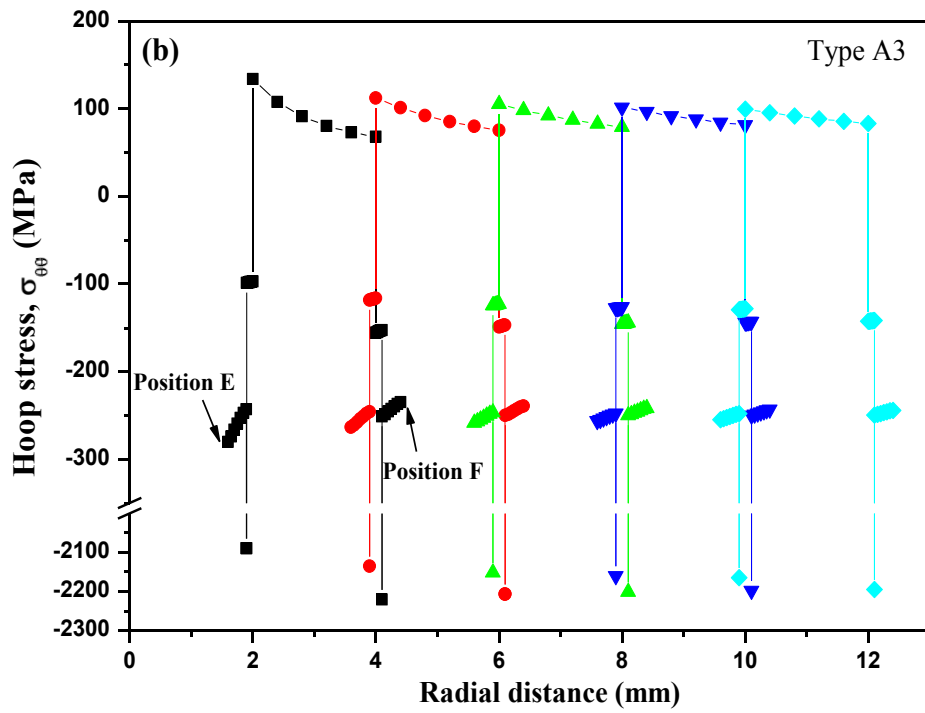 (b)
Type A3
200
100
0
-100
-200
-300
-2100
-2200
-2300
Hoop stress, σθθ (MPa)
Position E
Position F
0 2 4 6 8 10 12
Radial distance (mm)